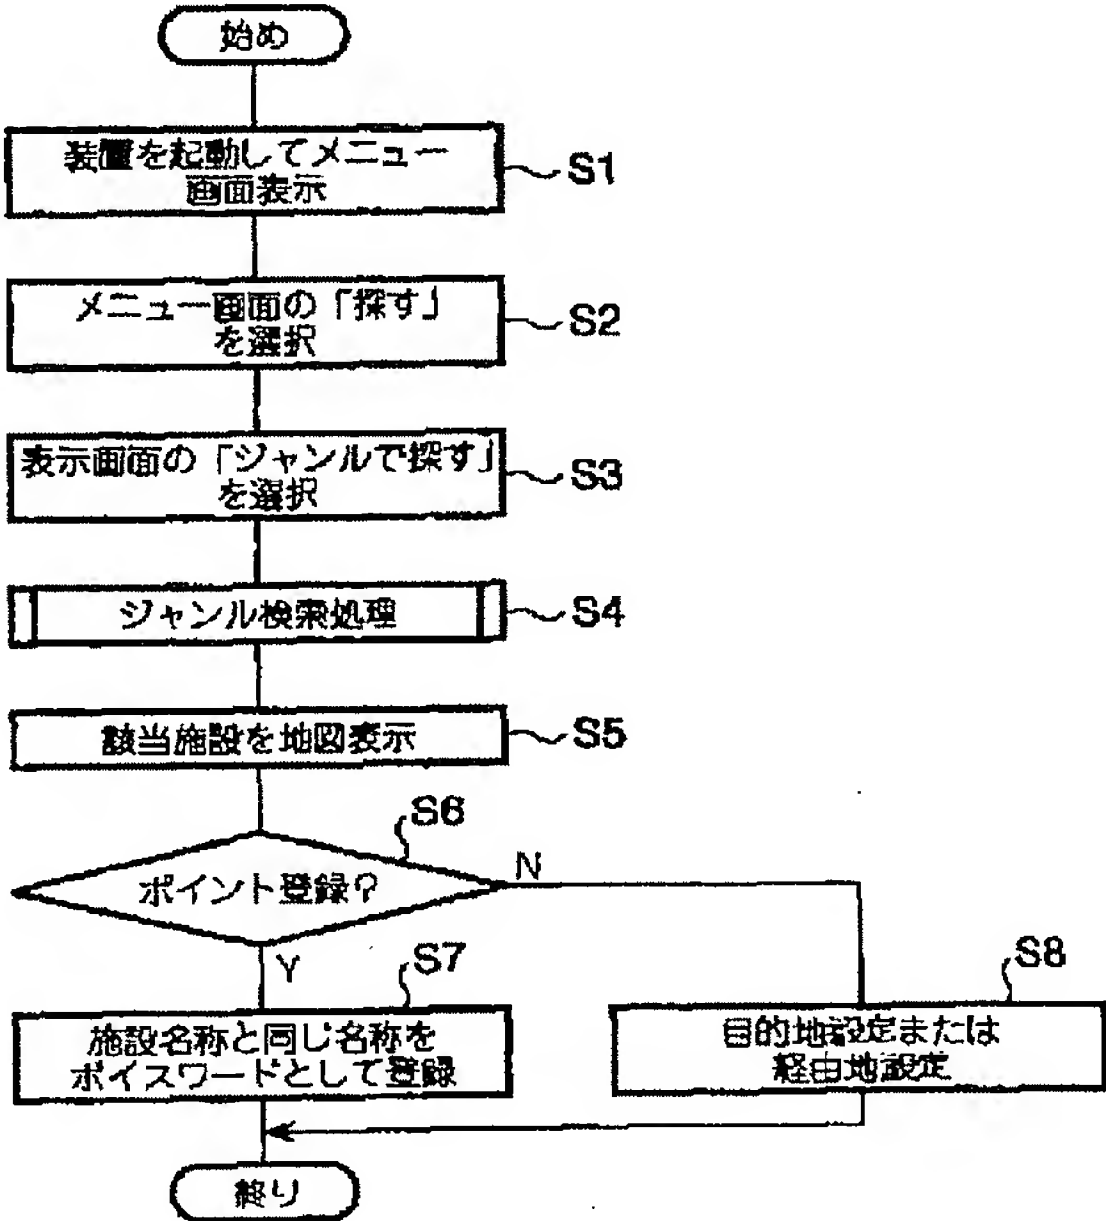 始め
装置を起動してメニュー
画面表示
S1
メニュー画面の「探す」
を選択
S2
表示画面の「ジャンルで探す」
を選択
S3
ジャンル検索処理
S4
該当施設を地図表示
S5
S6
ポイント登録?
N
Y
S7
施設名称と同じ名称を
ボイスワードとして登録
S8
目的地設定または
経由地設定
終り